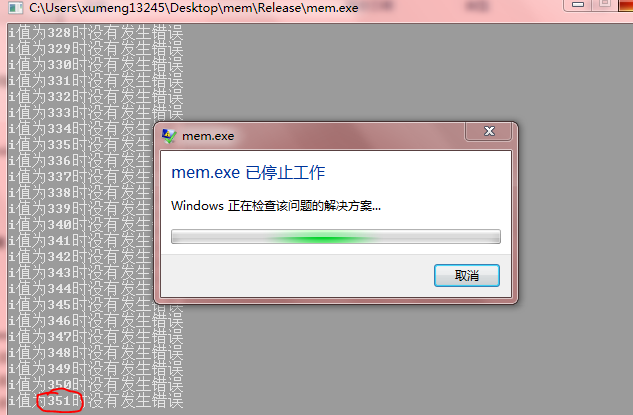 C:\Users\xumeng13245\Desktop\mem\Release\mem.exe
i值为328时没有发生错误
i值为329时没有发生错误
i值为330时没有发生错误
i值为331时没有发生错误
i值为332时没有发生错误
i值为333时没有发生错误
i值为334时没有发生错误
i值为335时没有发生错误
i值为336时没有发生错误
i值为337时没有发生错误
i值为338时没有发生错误
i值为339时没有发生错误
i值为340时没有发生错误
i值为341时没有发生错误
i值为342时没有发生错误
i值为343时没有发生错误
i值为344时没有发生错误
i值为345时没有发生错误
i值为346时没有发生错误
i值为347时没有发生错误
i值为348时没有发生错误
i值为349时没有发生错误
i值为350时没有发生错误
i值为351时没有发生错误
mem.exe
mem.exe 已停止工作
Windows 正在检查该问题的解决方案...
取消